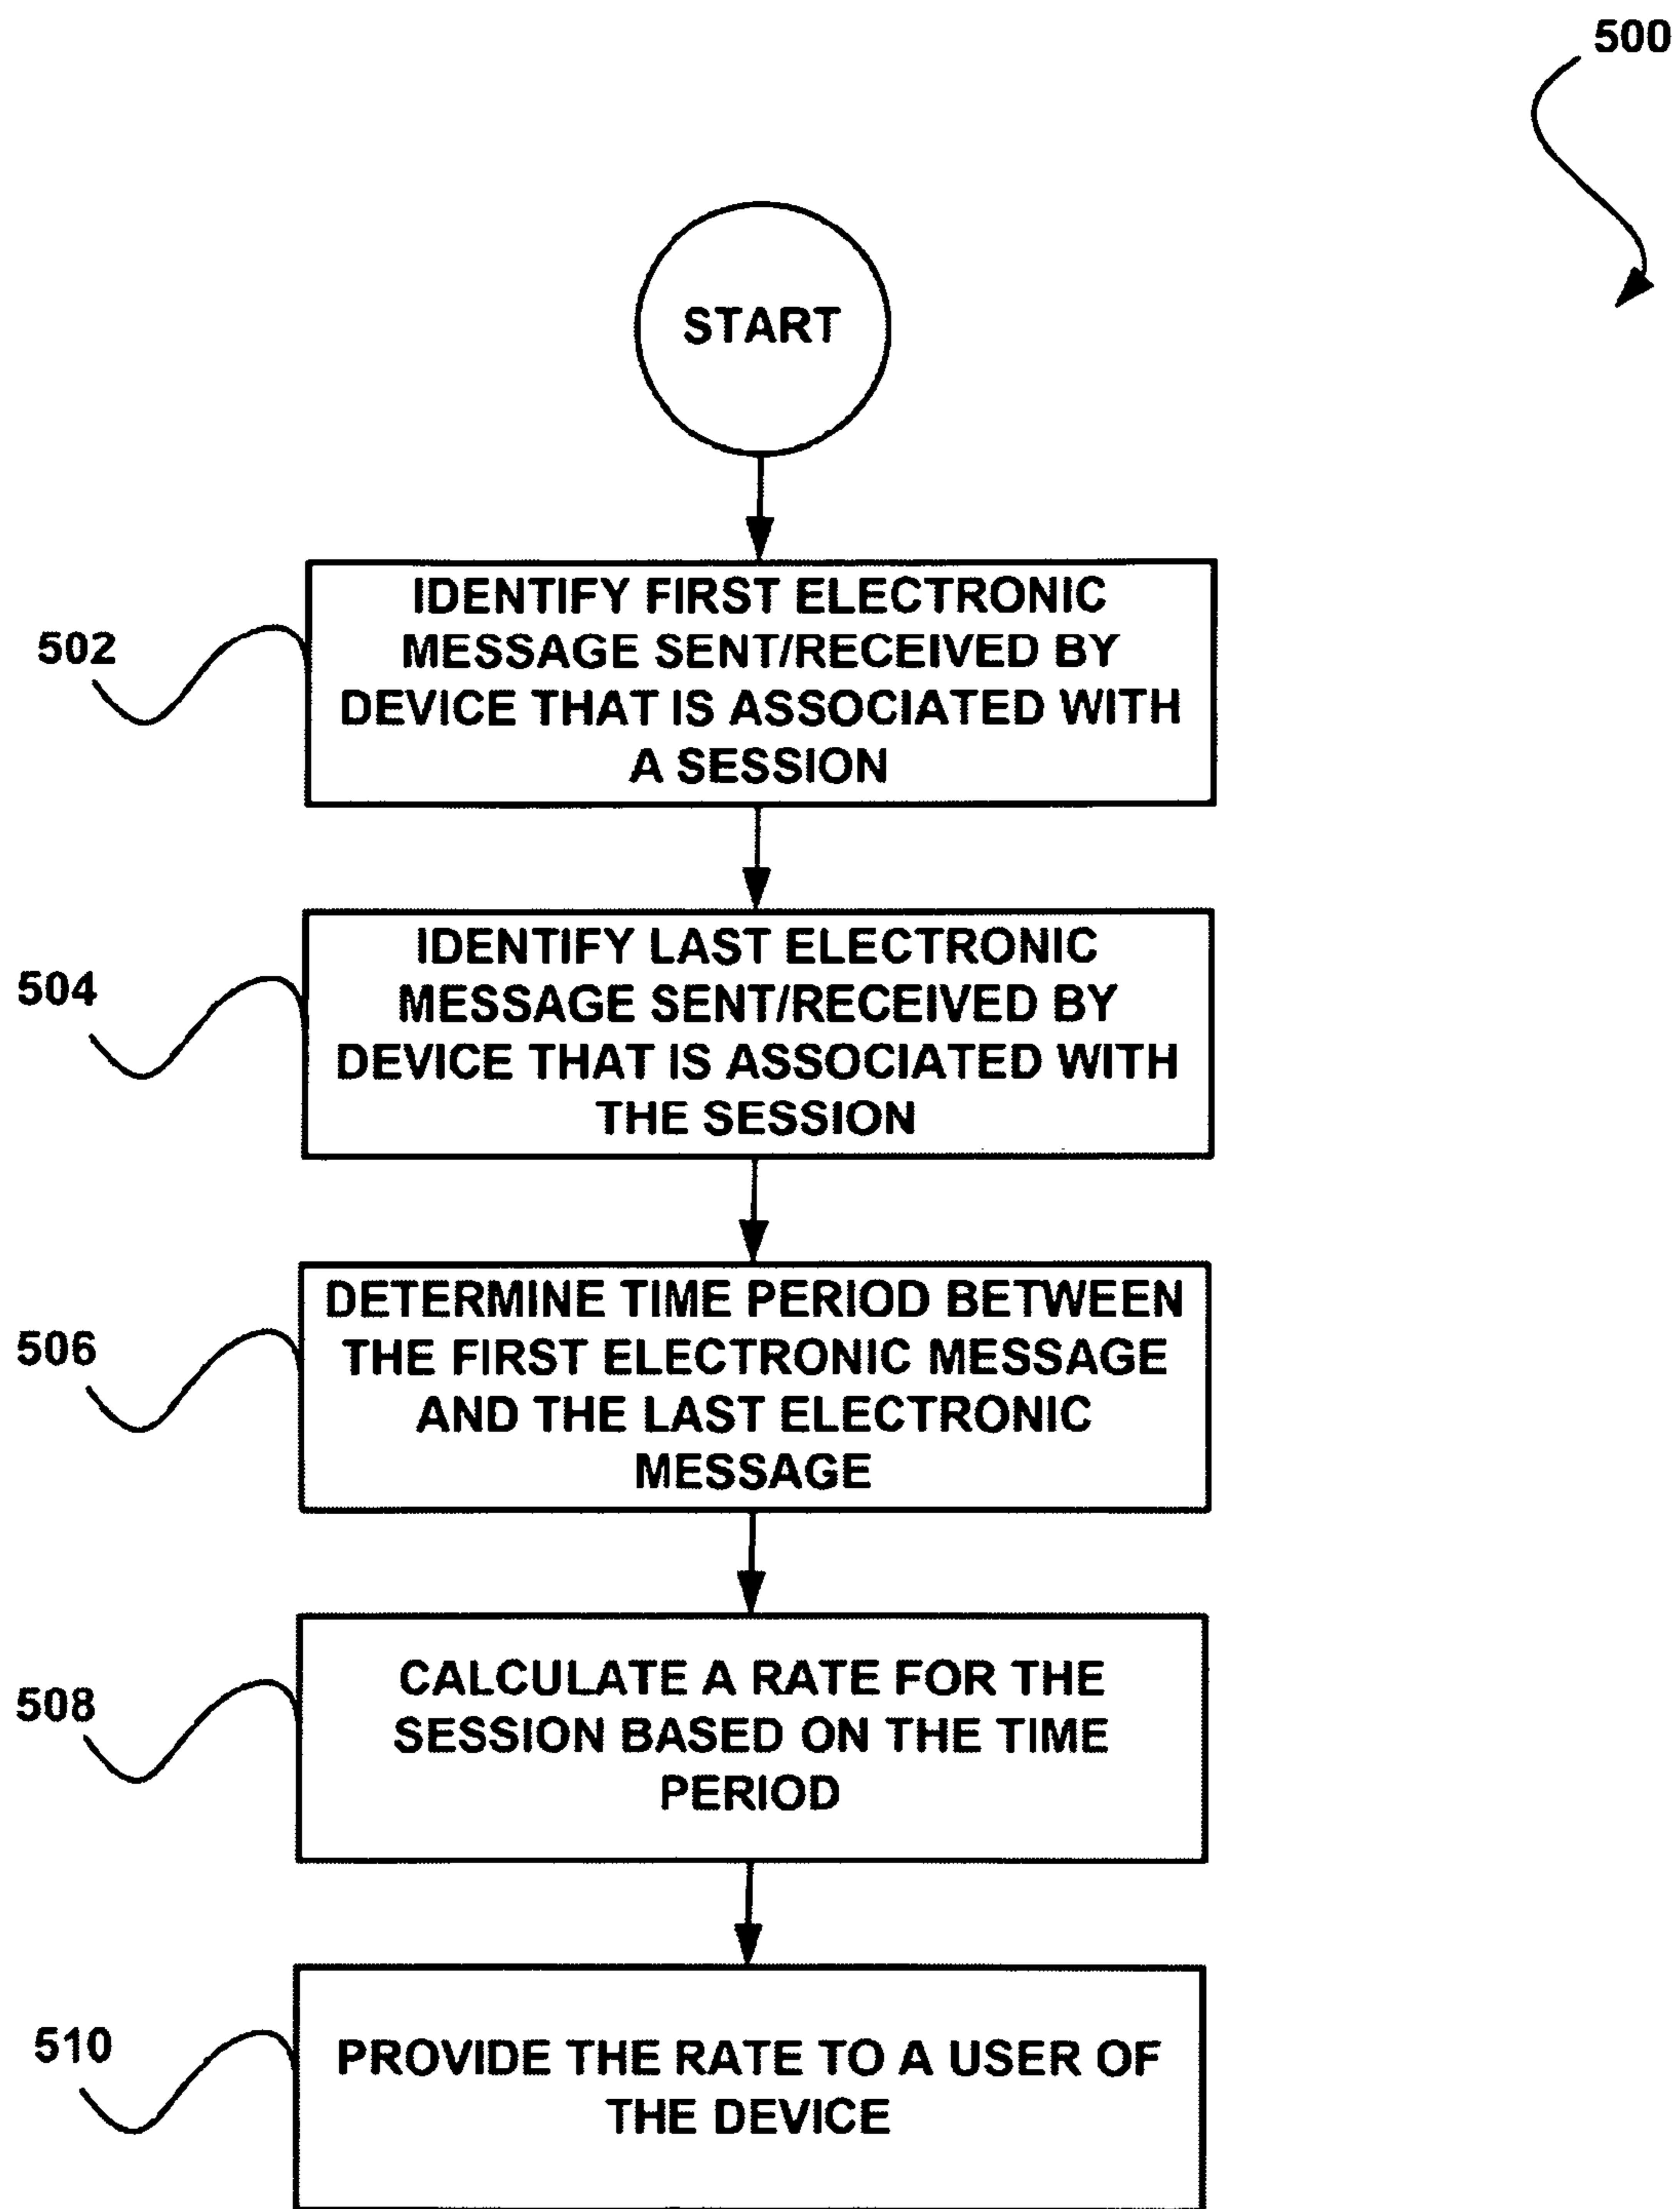 500
START
IDENTIFY FIRST ELECTRONIC
MESSAGE SENT/RECEIVED BY
DEVICE THAT IS ASSOCIATED WITH
A SESSION
502
IDENTIFY LAST ELECTRONIC
MESSAGE SENT/RECEIVED BY
DEVICE THAT IS ASSOCIATED WITH
THE SESSION
504
DETERMINE TIME PERIOD BETWEEN
THE FIRST ELECTRONIC MESSAGE
AND THE LAST ELECTRONIC
MESSAGE
506
CALCULATE A RATE FOR THE
SESSION BASED ON THE TIME
PERIOD
508
PROVIDE THE RATE TO A USER OF
THE DEVICE
510